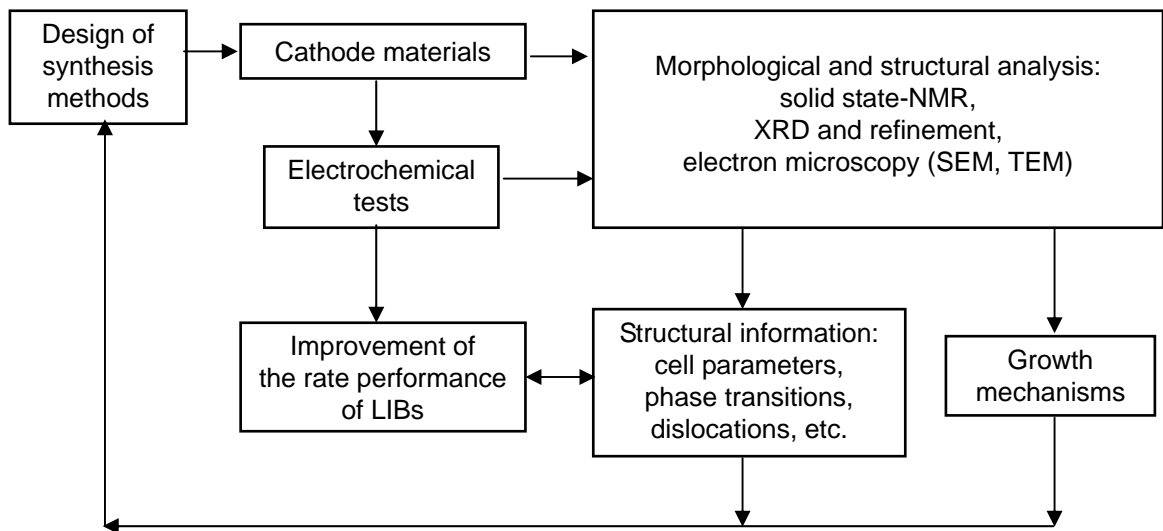 Design of
synthesis
methods
Cathode materials
Morphological and structural analysis:
solid state-NMR,
XRD and refinement,
electron microscopy (SEM, TEM)
Electrochemical
tests
Improvement of
the rate performance
of LIBs
Structural information:
cell parameters,
phase transitions,
dislocations, etc.
Growth
mechanisms